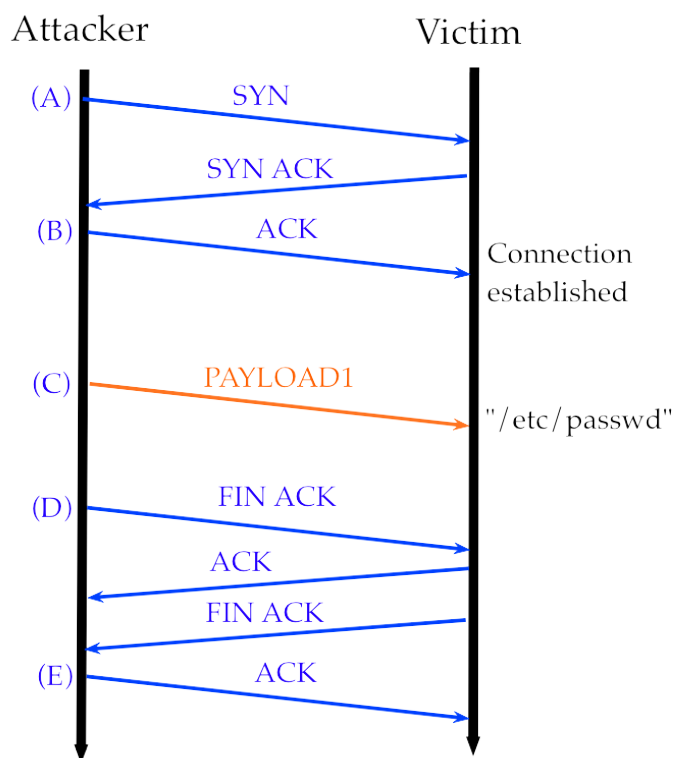 Attacker
Victim
(A)
SYN
SYN ACK
(B)
ACK
Connection
established
(C)
PAYLOAD1
"/etc/passwd"
(D)
FIN ACK
ACK
FIN ACK
(E)
ACK